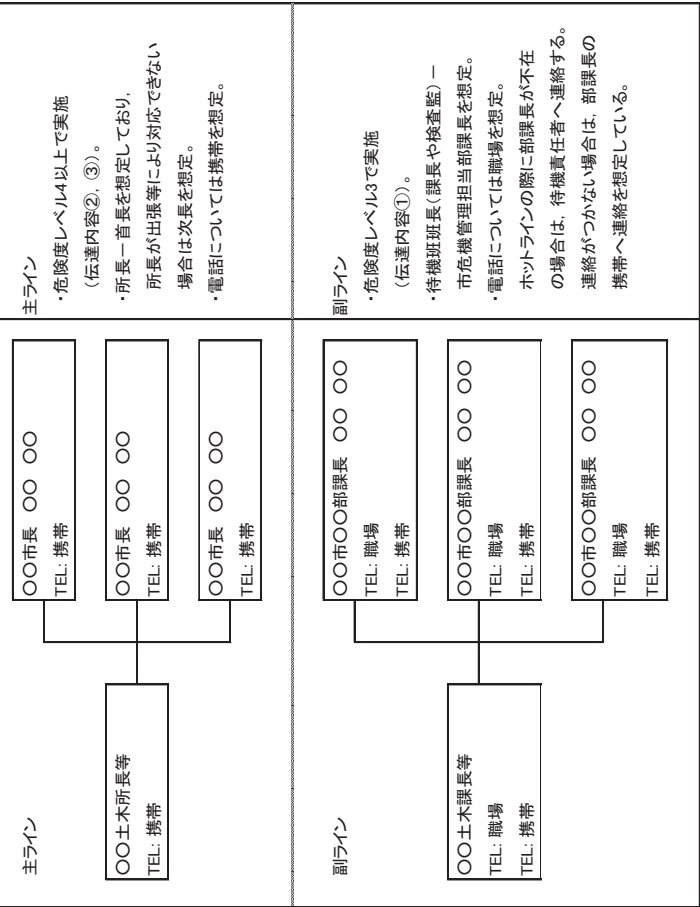 主ライン
〇〇土木所長等
TEL: 携帯
〇〇市長 〇〇 〇〇
TEL: 携帯
〇〇市長 〇〇 〇〇
TEL: 携帯
〇〇市長 〇〇 〇〇
TEL: 携帯
主ライン
・危険度レベル4以上で実施
(伝達内容②, ③)。
・所長－首長を想定しており,
所長が出張等により対応できない
場合は次長を想定。
・電話については携帯を想定。
副ライン
〇〇土木課長等
TEL: 職場
TEL: 携帯
〇〇市〇〇部課長 〇〇 〇〇
TEL: 職場
TEL: 携帯
〇〇市〇〇部課長 〇〇 〇〇
TEL: 職場
TEL: 携帯
〇〇市〇〇部課長 〇〇 〇〇
TEL: 職場
TEL: 携帯
副ライン
・危険度レベル3で実施
(伝達内容①)。
・待機班班長(課長や検査監)－
市危機管理担当部課長を想定。
・電話については職場を想定。
ホットラインの際に部課長が不在
の場合は, 待機責任者へ連絡する。
連絡がつかない場合は, 部課長の
携帯へ連絡を想定している。